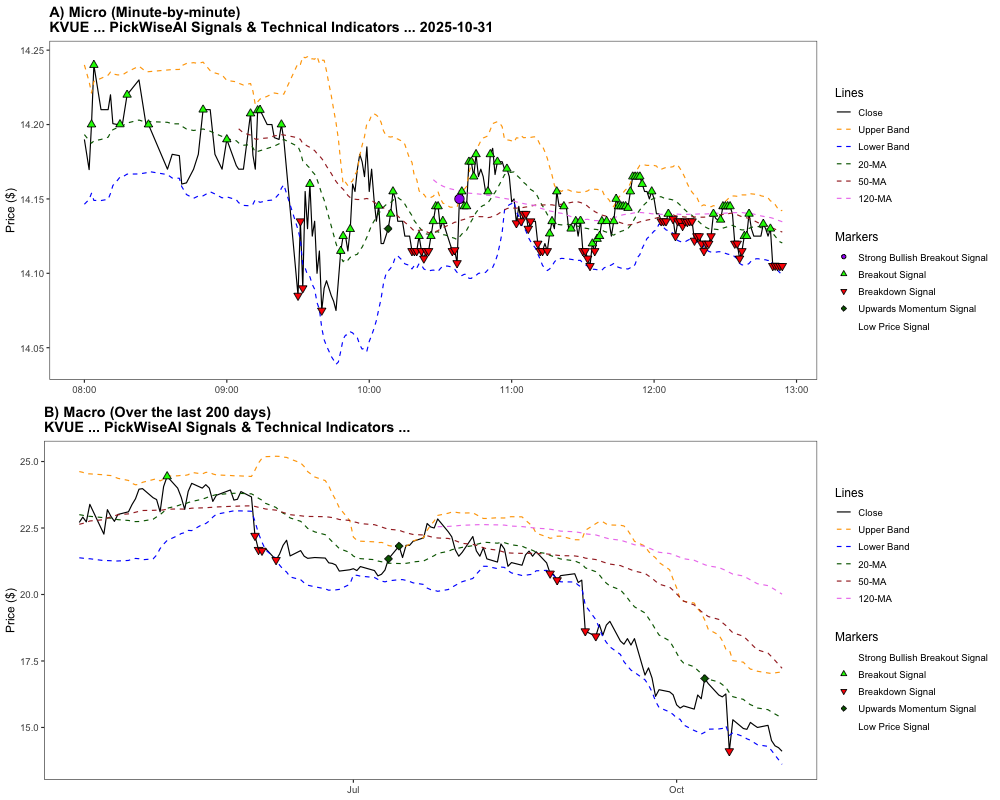 A) Micro (Minute-by-minute)
KVUE ... PickWiseAI Signals & Technical Indicators ... 2025-10-31
Price ($)
14.25
14.20
14.15
14.10
14.05
08:00
09:00
10:00
11:00
12:00
13:00
Lines
Close
Upper Band
Lower Band
20-MA
50-MA
120-MA
Markers
Strong Bullish Breakout Signal
Breakout Signal
Breakdown Signal
Upwards Momentum Signal
Low Price Signal
B) Macro (Over the last 200 days)
KVUE ... PickWiseAI Signals & Technical Indicators ...
Price ($)
25.0
22.5
20.0
17.5
15.0
Jul
Oct
Lines
Close
Upper Band
Lower Band
20-MA
50-MA
120-MA
Markers
Strong Bullish Breakout Signal
Breakout Signal
Breakdown Signal
Upwards Momentum Signal
Low Price Signal